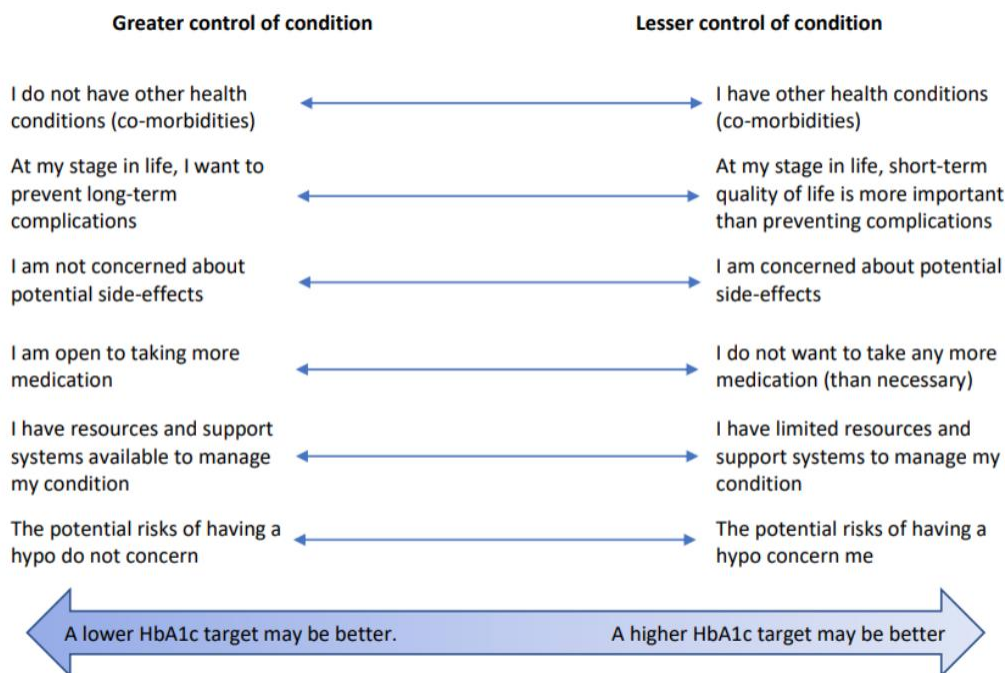 Greater control of condition
Lesser control of condition
I do not have other health
conditions (co-morbidities)
I have other health conditions
(co-morbidities)
At my stage in life, I want to
prevent long-term
complications
At my stage in life, short-term
quality of life is more important
than preventing complications
I am not concerned about
potential side-effects
I am concerned about potential
side-effects
I am open to taking more
medication
I do not want to take any more
medication (than necessary)
I have resources and support
systems available to manage
my condition
I have limited resources and
support systems to manage my
condition
The potential risks of having a
hypo do not concern
The potential risks of having a
hypo concern me
A lower HbA1c target may be better.
A higher HbA1c target may be better